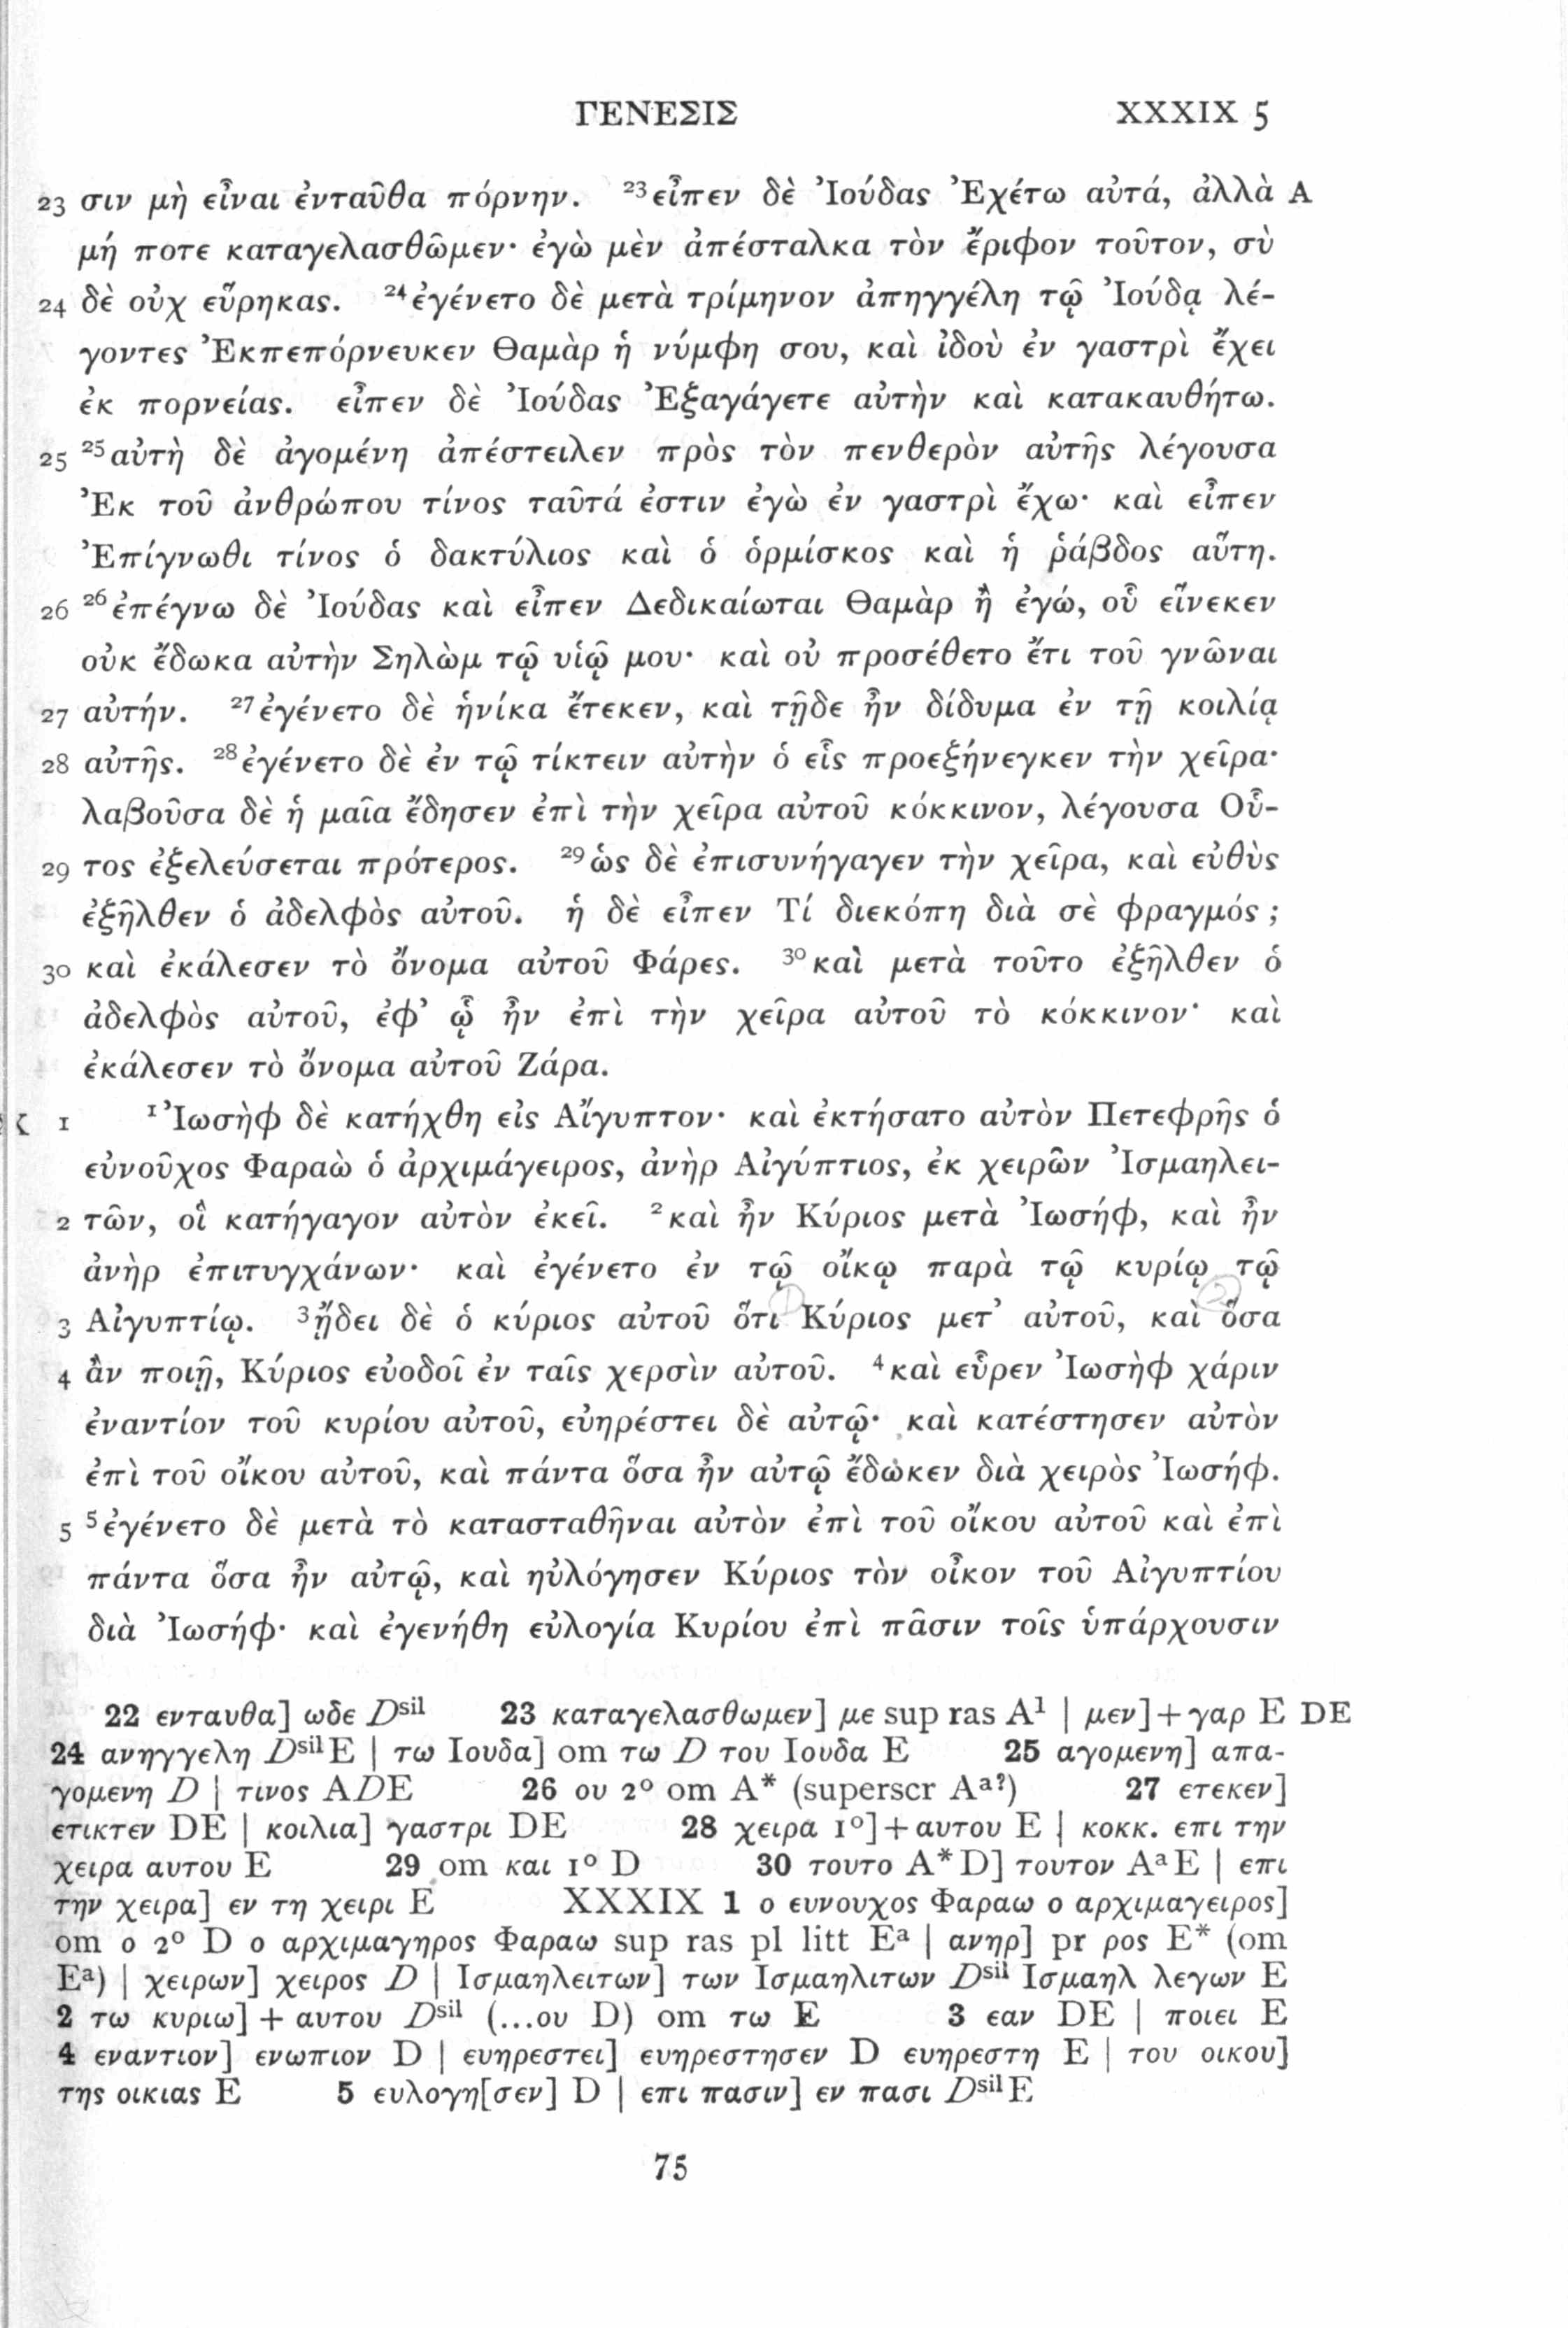 ΓΕΝΕΣΙΣ XXXIX 5
23 σιν μὴ εἶναι ἐνταῦθα πόρνην. ²³εἶπεν δὲ Ἰούδας Ἐχέτω αὐτά, ἀλλὰ A
μή ποτε καταγελασθῶμεν· ἐγὼ μὲν ἀπέσταλκα τὸν ἔριφον τοῦτον, σὺ
24 δὲ οὐχ εὕρηκας. ²⁴ἐγένετο δὲ μετὰ τρίμηνον ἀπηγγέλη τῷ Ἰούδᾳ λέ-
γοντες Ἐκπεπόρνευκεν Θαμὰρ ἡ νύμφη σου, καὶ ἰδοὺ ἐν γαστρὶ ἔχει
ἐκ πορνείας. εἶπεν δὲ Ἰούδας Ἐξαγάγετε αὐτὴν καὶ κατακαυθήτω.
25 ²⁵αὐτὴ δὲ ἀγομένη ἀπέστειλεν πρὸς τὸν πενθερὸν αὐτῆς λέγουσα
Ἐκ τοῦ ἀνθρώπου τίνος ταῦτά ἐστιν ἐγὼ ἐν γαστρὶ ἔχω· καὶ εἶπεν
Ἐπίγνωθι τίνος ὁ δακτύλιος καὶ ὁ ὁρμίσκος καὶ ἡ ῥάβδος αὕτη.
26 ²⁶ἐπέγνω δὲ Ἰούδας καὶ εἶπεν Δεδικαίωται Θαμὰρ ἢ ἐγώ, οὗ εἵνεκεν
οὐκ ἔδωκα αὐτὴν Σηλὼμ τῷ υἱῷ μου· καὶ οὐ προσέθετο ἔτι τοῦ γνῶναι
27 αὐτήν. ²⁷ἐγένετο δὲ ἡνίκα ἔτεκεν, καὶ τῇδε ἦν δίδυμα ἐν τῇ κοιλίᾳ
28 αὐτῆς. ²⁸ἐγένετο δὲ ἐν τῷ τίκτειν αὐτὴν ὁ εἷς προεξήνεγκεν τὴν χεῖρα·
λαβοῦσα δὲ ἡ μαῖα ἔδησεν ἐπὶ τὴν χεῖρα αὐτοῦ κόκκινον, λέγουσα Οὗ-
29 τος ἐξελεύσεται πρότερος. ²⁹ὡς δὲ ἐπισυνήγαγεν τὴν χεῖρα, καὶ εὐθὺς
ἐξῆλθεν ὁ ἀδελφὸς αὐτοῦ. ἡ δὲ εἶπεν Τί διεκόπη διὰ σὲ φραγμός ;
30 καὶ ἐκάλεσεν τὸ ὄνομα αὐτοῦ Φάρες. ³⁰καὶ μετὰ τοῦτο ἐξῆλθεν ὁ
ἀδελφὸς αὐτοῦ, ἐφ’ ᾧ ἦν ἐπὶ τὴν χεῖρα αὐτοῦ τὸ κόκκινον· καὶ
ἐκάλεσεν τὸ ὄνομα αὐτοῦ Ζάρα.
1 ¹Ἰωσὴφ δὲ κατήχθη εἰς Αἴγυπτον· καὶ ἐκτήσατο αὐτὸν Πετεφρῆς ὁ
εὐνοῦχος Φαραὼ ὁ ἀρχιμάγειρος, ἀνὴρ Αἰγύπτιος, ἐκ χειρῶν Ἰσμαηλει-
2 τῶν, οἳ κατήγαγον αὐτὸν ἐκεῖ. ²καὶ ἦν Κύριος μετὰ Ἰωσήφ, καὶ ἦν
ἀνὴρ ἐπιτυγχάνων· καὶ ἐγένετο ἐν τῷ οἴκῳ παρὰ τῷ κυρίῳ τῷ
3 Αἰγυπτίῳ. ³ᾔδει δὲ ὁ κύριος αὐτοῦ ὅτι Κύριος μετ’ αὐτοῦ, καὶ ὅσα
4 ἂν ποιῇ, Κύριος εὐοδοῖ ἐν ταῖς χερσὶν αὐτοῦ. ⁴καὶ εὗρεν Ἰωσὴφ χάριν
ἐναντίον τοῦ κυρίου αὐτοῦ, εὐηρέστει δὲ αὐτῷ· καὶ κατέστησεν αὐτὸν
ἐπὶ τοῦ οἴκου αὐτοῦ, καὶ πάντα ὅσα ἦν αὐτῷ ἔδωκεν διὰ χειρὸς Ἰωσήφ.
5 ⁵ἐγένετο δὲ μετὰ τὸ κατασταθῆναι αὐτὸν ἐπὶ τοῦ οἴκου αὐτοῦ καὶ ἐπὶ
πάντα ὅσα ἦν αὐτῷ, καὶ ηὐλόγησεν Κύριος τὸν οἶκον τοῦ Αἰγυπτίου
διὰ Ἰωσήφ· καὶ ἐγενήθη εὐλογία Κυρίου ἐπὶ πᾶσιν τοῖς ὑπάρχουσιν
22 ενταυθα] ωδε Dˢⁱˡ 23 καταγελασθωμεν] με sup ras A¹ | μεν]+γαρ E DE
24 ανηγγελη DˢⁱˡE | τω Ιουδα] om τω D του Ιουδα E 25 αγομενη] απα-
γομενη D | τινος ADE 26 ου 2° om A* (superscr Aᵃ?) 27 ετεκεν]
ετικτεν DE | κοιλια] γαστρι DE 28 χειρα 1°]+αυτου E | κοκκ. επι την
χειρα αυτου E 29 om και 1° D 30 τουτο A*D] τουτον AᵃE | επι
την χειρα] εν τη χειρι E XXXIX 1 ο ευνουχος Φαραω ο αρχιμαγειρος]
om ο 2° D ο αρχιμαγηρος Φαραω sup ras pl litt Eᵃ | ανηρ] pr ρος E* (om
Eᵃ) | χειρων] χειρος D | Ισμαηλειτων] των Ισμαηλιτων Dˢⁱˡ Ισμαηλ λεγων E
2 τω κυριω] + αυτου Dˢⁱˡ (...ου D) om τω E 3 εαν DE | ποιει E
4 εναντιον] ενωπιον D | ευηρεστει] ευηρεστησεν D ευηρεστη E | του οικου]
της οικιας E 5 ευλογη[σεν] D | επι πασιν] εν πασι DˢⁱˡE
75